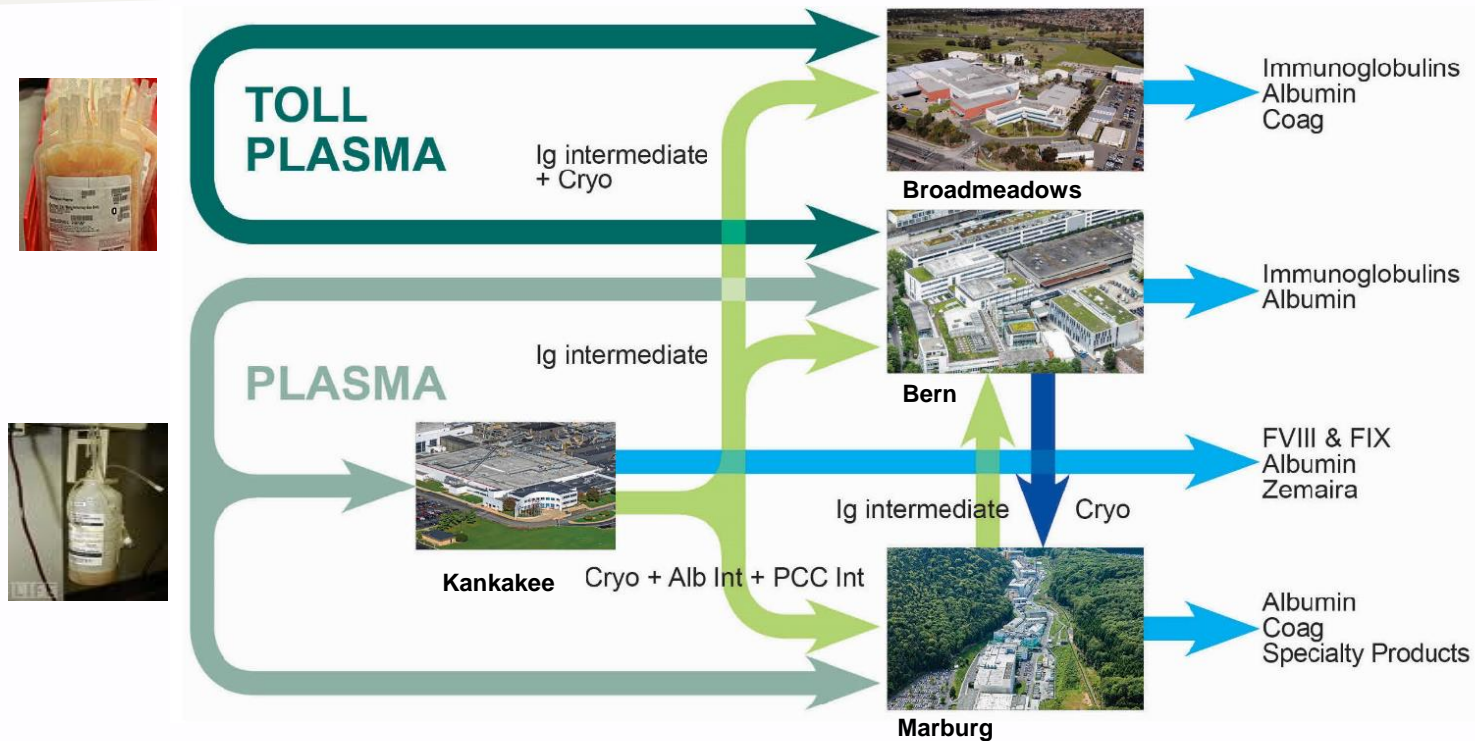 TOLL
PLASMA
Ig intermediate
+ Cryo
Broadmeadows
Immunoglobulins
Albumin
Coag
PLASMA
Ig intermediate
Bern
Immunoglobulins
Albumin
Kankakee
FVIII & FIX
Albumin
Zemaira
Ig intermediate
Cryo
Cryo + Alb Int + PCC Int
Marburg
Albumin
Coag
Specialty Products
LIFE